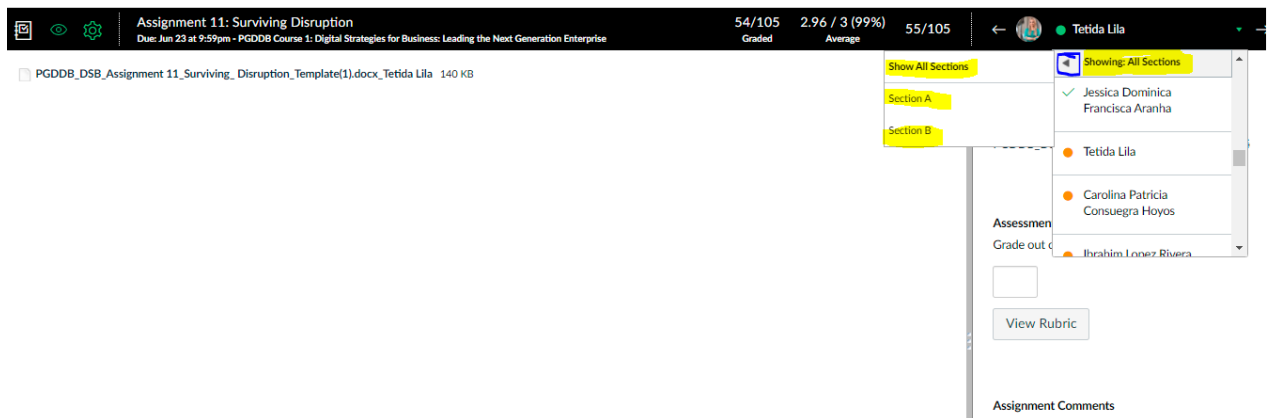 Assignment 11: Surviving Disruption
Due: Jun 23 at 9:59pm - PGDDB Course 1: Digital Strategies for Business: Leading the Next Generation Enterprise
54/105
Graded
2.96 / 3 (99%)
Average
55/105
Tetida Lila
PGDDB_DSB_Assignment 11_Surviving_ Disruption_Template(1).docx_Tetida Lila 140 KB
Show All Sections
Section A
Section B
Showing: All Sections
Jessica Dominica
Francisca Aranha
Tetida Lila
Carolina Patricia
Consuegra Hoyos
Ibrahim Lopez Rivera
Assessmen
Grade out o
View Rubric
Assignment Comments